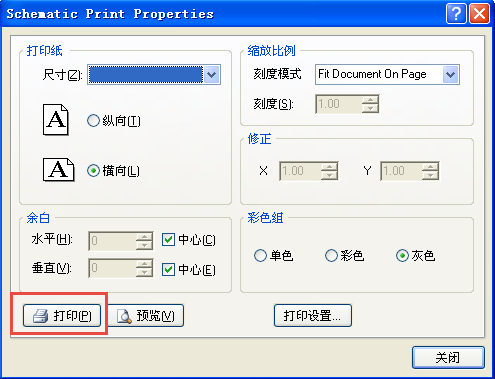 Schematic Print Properties
打印纸
尺寸(Z):
A
纵向(T)
A
横向(L)
缩放比例
刻度模式 Fit Document On Page
刻度(S): 1.00
修正
X 1.00 Y 1.00
余白
水平(H): 0 中心(C)
垂直(V): 0 中心(E)
彩色组
单色 彩色 灰色
打印(P) 预览(V) 打印设置...
关闭